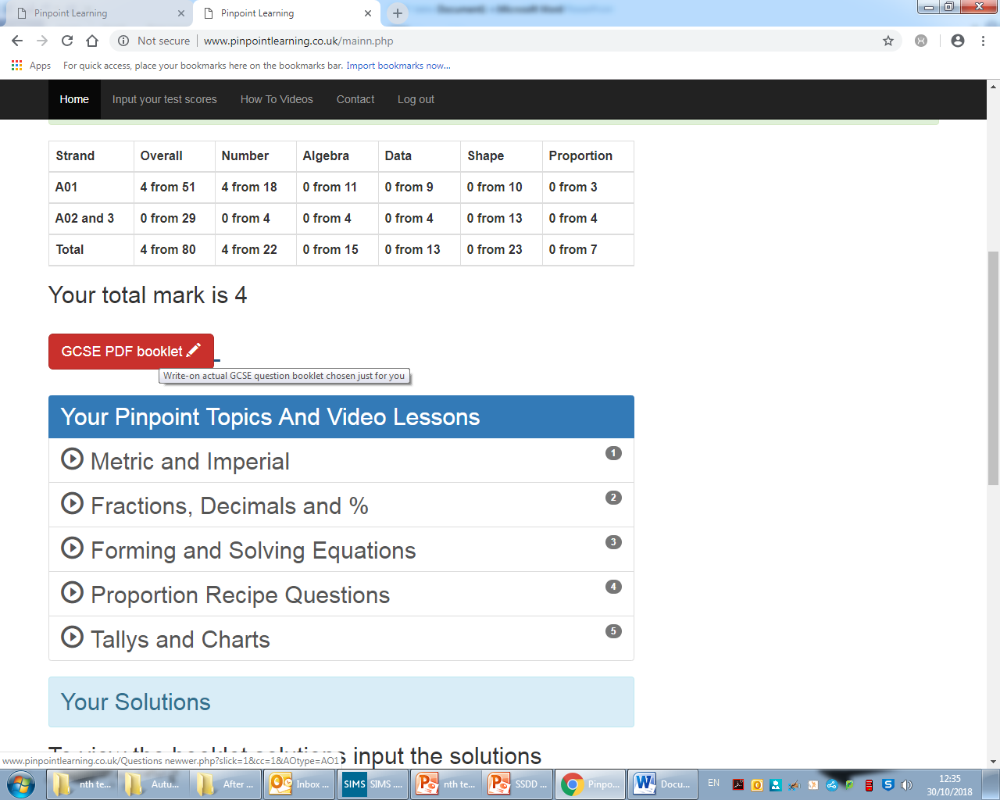 Pinpoint Learning
Pinpoint Learning
Not secure www.pinpointlearning.co.uk/mainn.php
Apps For quick access, place your bookmarks here on the bookmarks bar. Import bookmarks now...
Home Input your test scores How To Videos Contact Log out
Strand Overall Number Algebra Data Shape Proportion
A01 4 from 51 4 from 18 0 from 11 0 from 9 0 from 10 0 from 3
A02 and 3 0 from 29 0 from 4 0 from 4 0 from 4 0 from 13 0 from 4
Total 4 from 80 4 from 22 0 from 15 0 from 13 0 from 23 0 from 7
Your total mark is 4
GCSE PDF booklet
Write-on actual GCSE question booklet chosen just for you
Your Pinpoint Topics And Video Lessons
Metric and Imperial 1
Fractions, Decimals and % 2
Forming and Solving Equations 3
Proportion Recipe Questions 4
Tallys and Charts 5
Your Solutions
To view the booklet solutions input the solutions
www.pinpointlearning.co.uk/Questions newwer.php?slick=1&cc=1&AOtype=AO1
nth te... Autu... After ... Inbox ... SIMS SIMS .... nth te... SSDD ... Pinpo... Docu... EN 12:35
30/10/2018